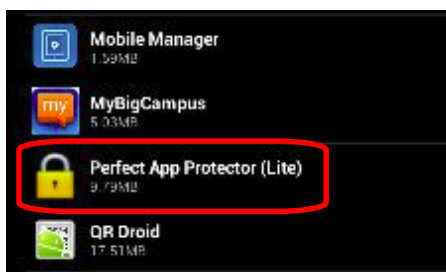 Mobile Manager
1.59MB
my
MyBigCampus
5.03MB
Perfect App Protector (Lite)
9.79MB
QR Droid
17.51MB